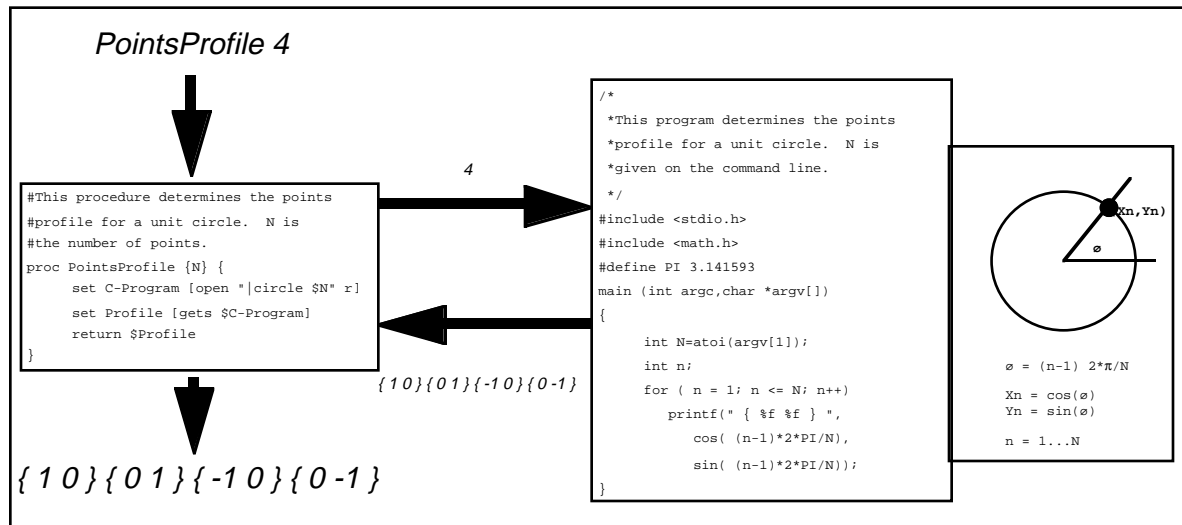 PointsProfile 4
#This procedure determines the points
#profile for a unit circle.  N is
#the number of points.
proc PointsProfile {N} {
set C-Program [open "|circle $N" r]
set Profile [gets $C-Program]
return $Profile
}
{ 1 0 } { 0 1 } { -1 0 } { 0 -1 }
4
{ 1 0 } { 0 1 } { -1 0 } { 0 -1 }
/*
*This program determines the points
*profile for a unit circle.  N is
*given on the command line.
*/
#include <stdio.h>
#include <math.h>
#define PI 3.141593
main (int argc,char *argv[])
{
int N=atoi(argv[1]);
int n;
for ( n = 1; n <= N; n++)
printf(" { %f %f } ",
cos( (n-1)*2*PI/N),
sin( (n-1)*2*PI/N));
}
Xn,Yn)
ø
ø = (n-1) 2*π/N
Xn = cos(ø)
Yn = sin(ø)
n = 1...N